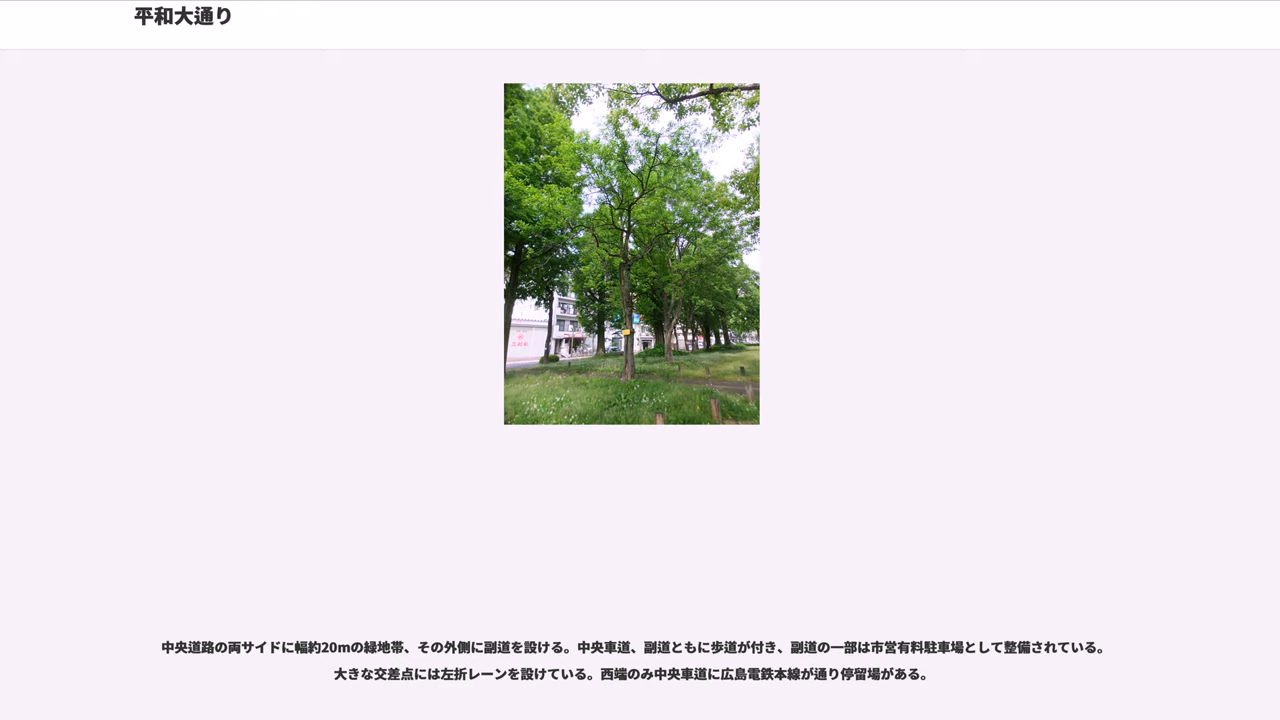 平和大通り
中央道路の両サイドに幅約20mの緑地帯、その外側に副道を設ける。中央車道、副道ともに歩道が付き、副道の一部は市営有料駐車場として整備されている。
大きな交差点には左折レーンを設けている。西端のみ中央車道に広島電鉄本線が通り停留場がある。